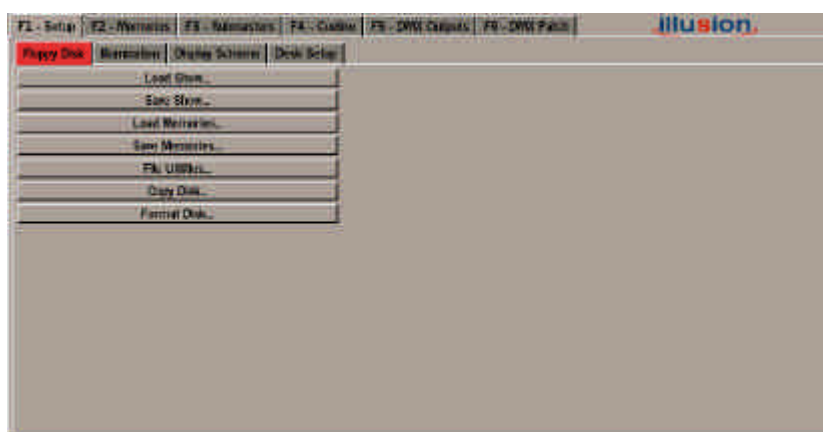 F1 - Setup F2 - Memories F3 - Submasters F4 - F5 - DMX Outputs F6 - DMX Patch illusion
Floppy Disk Illumination Display Screens Desk Setup
Load Show...
Save Show...
Load Memories...
Save Memories...
File Utilities...
Copy Disk...
Format Disk...